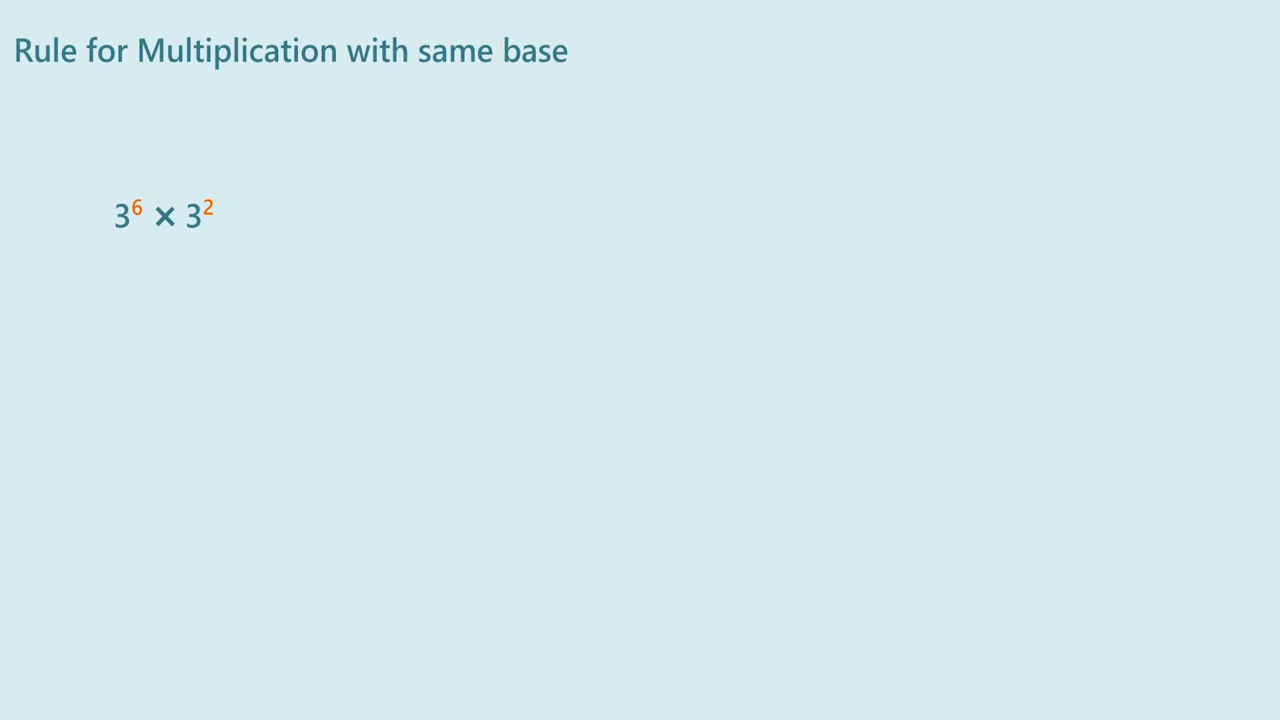 Rule for Multiplication with same base
3⁶ × 3²